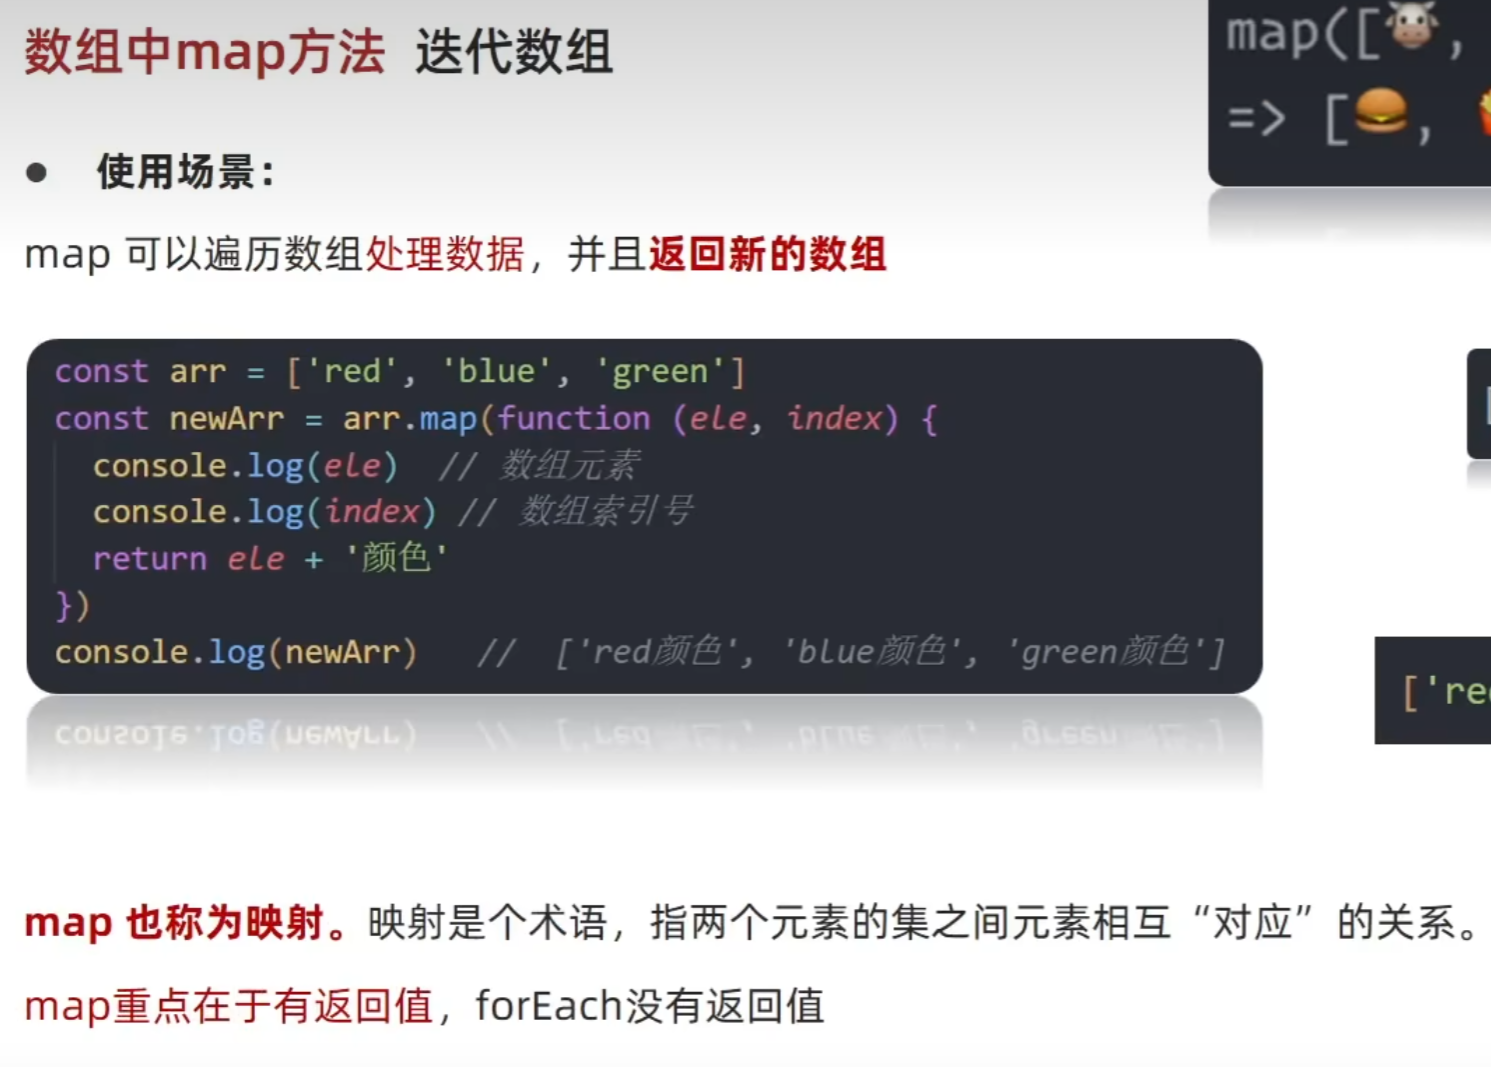 数组中map方法 迭代数组
map([🐮,
=> [🍔,
● 使用场景：
map 可以遍历数组处理数据，并且返回新的数组
const arr = ['red', 'blue', 'green']
const newArr = arr.map(function (ele, index) {
console.log(ele) // 数组元素
console.log(index) // 数组索引号
return ele + '颜色'
})
console.log(newArr) // ['red颜色', 'blue颜色', 'green颜色']
['re
map 也称为映射。映射是个术语，指两个元素的集之间元素相互“对应”的关系。
map重点在于有返回值，forEach没有返回值